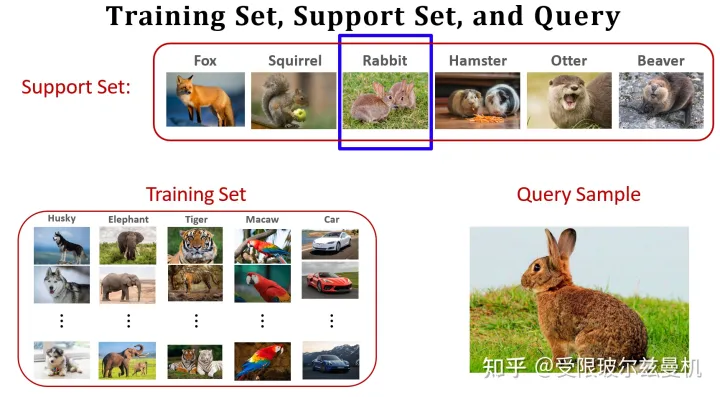 Training Set, Support Set, and Query
Support Set:
Fox
Squirrel
Rabbit
Hamster
Otter
Beaver
Training Set
Husky
Elephant
Tiger
Macaw
Car
Query Sample
知乎 @受限玻尔兹曼机